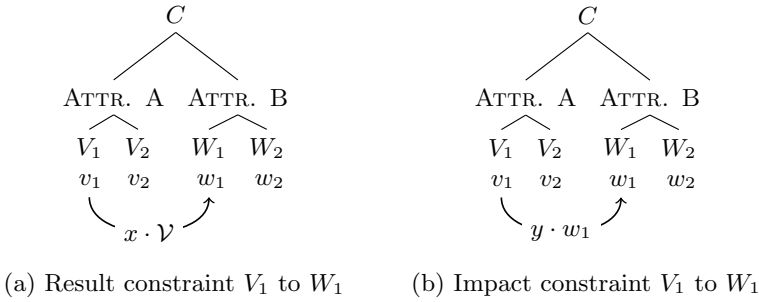 C C
ATTR. A ATTR. B ATTR. A ATTR. B
V₁ V₂ W₁ W₂ V₁ V₂ W₁ W₂
v₁ v₂ w₁ w₂ v₁ v₂ w₁ w₂
x · 𝒱 y · w₁
(a) Result constraint V₁ to W₁ (b) Impact constraint V₁ to W₁